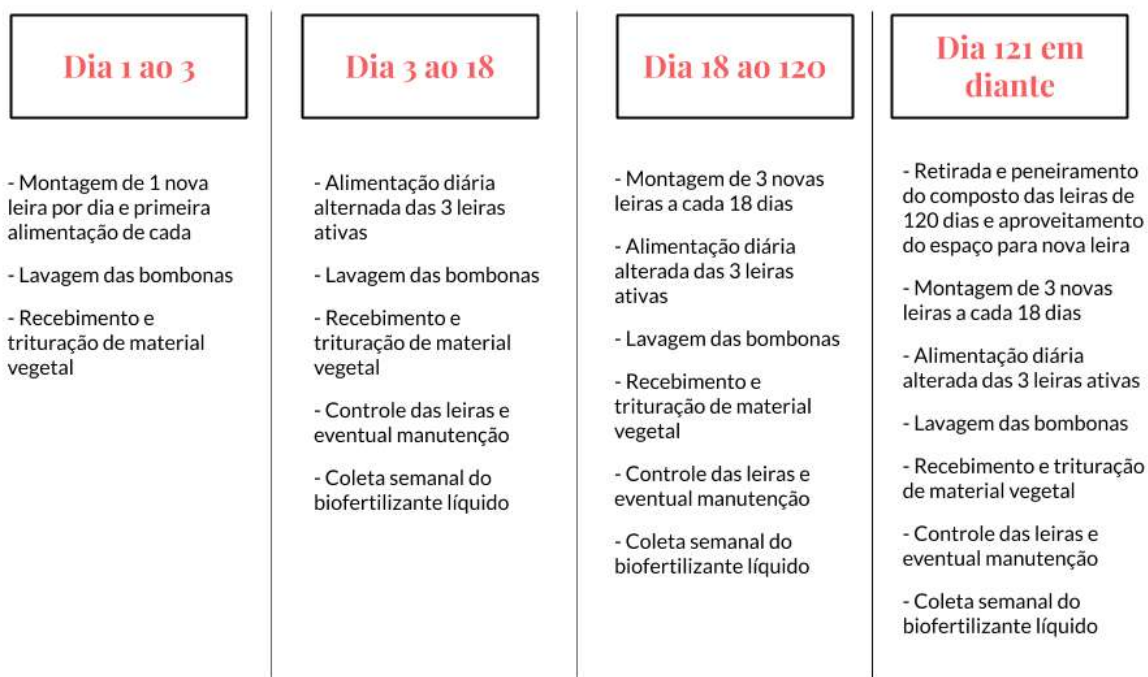 Dia 1 ao 3
- Montagem de 1 nova
leira por dia e primeira
alimentação de cada
- Lavagem das bombonas
- Recebimento e
trituração de material
vegetal
Dia 3 ao 18
- Alimentação diária
alternada das 3 leiras
ativas
- Lavagem das bombonas
- Recebimento e
trituração de material
vegetal
- Controle das leiras e
eventual manutenção
- Coleta semanal do
biofertilizante líquido
Dia 18 ao 120
- Montagem de 3 novas
leiras a cada 18 dias
- Alimentação diária
alterada das 3 leiras
ativas
- Lavagem das bombonas
- Recebimento e
trituração de material
vegetal
- Controle das leiras e
eventual manutenção
- Coleta semanal do
biofertilizante líquido
Dia 121 em
diante
- Retirada e peneiramento
do composto das leiras de
120 dias e aproveitamento
do espaço para nova leira
- Montagem de 3 novas
leiras a cada 18 dias
- Alimentação diária
alterada das 3 leiras ativas
- Lavagem das bombonas
- Recebimento e trituração
de material vegetal
- Controle das leiras e
eventual manutenção
- Coleta semanal do
biofertilizante líquido